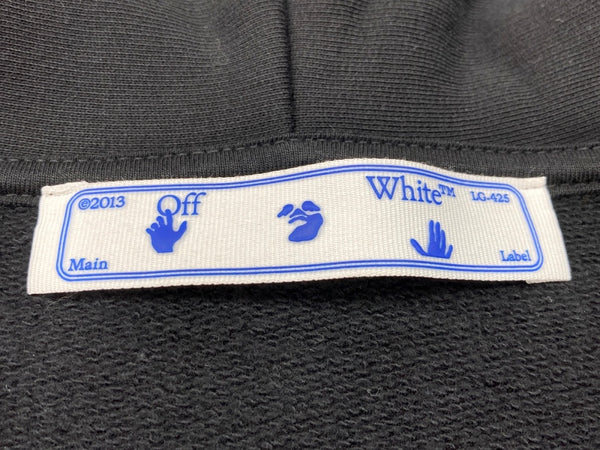 ©2013 Off White™ LG-425
Main Label